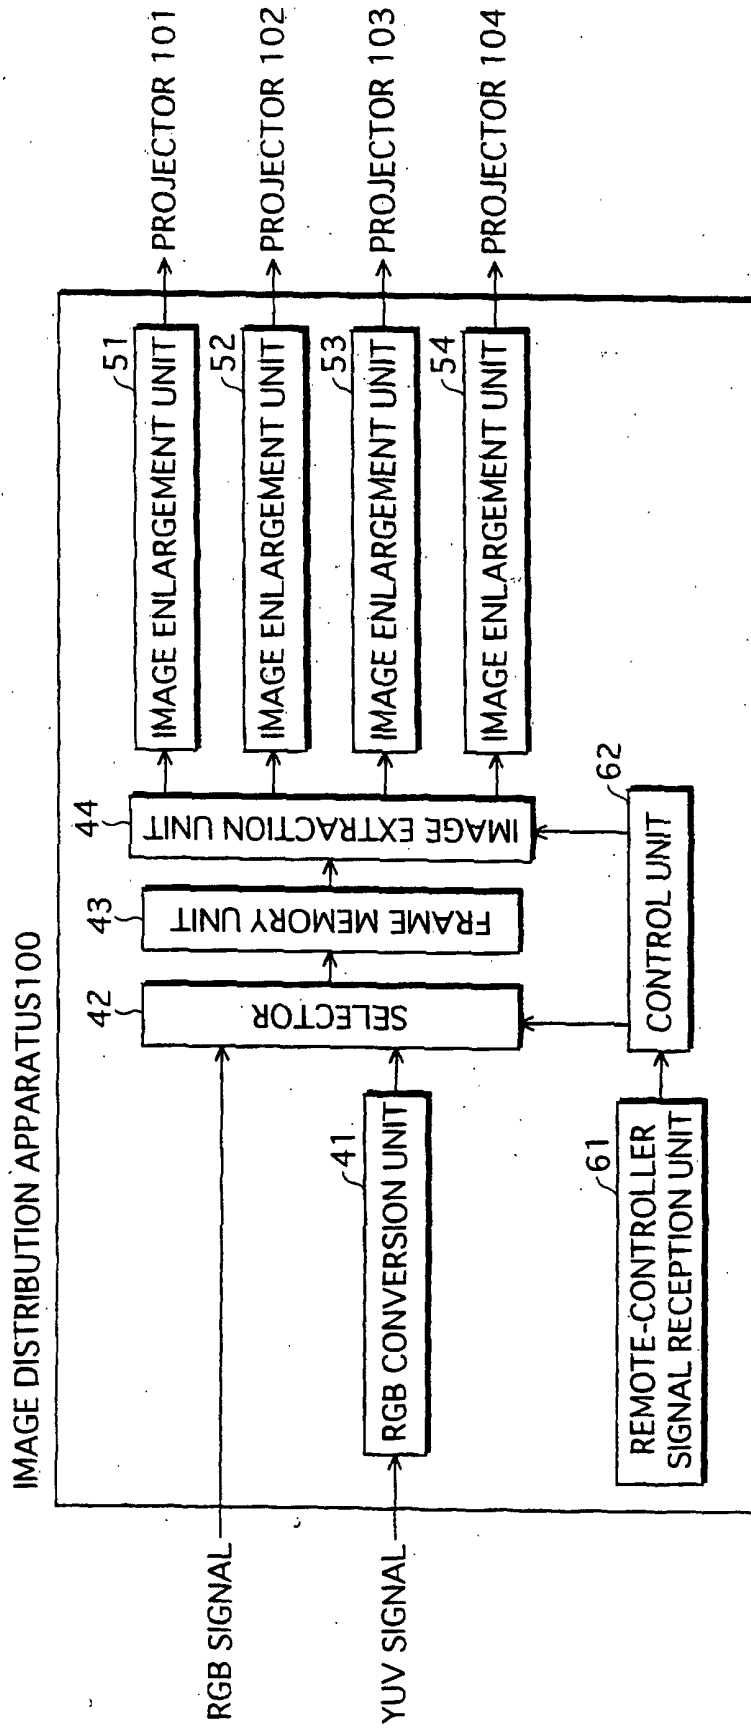 IMAGE DISTRIBUTION APPARATUS100
RGB SIGNAL
YUV SIGNAL
41
RGB CONVERSION UNIT
42
SELECTOR
43
FRAME MEMORY UNIT
44
IMAGE EXTRACTION UNIT
51
IMAGE ENLARGEMENT UNIT
PROJECTOR 101
52
IMAGE ENLARGEMENT UNIT
PROJECTOR 102
53
IMAGE ENLARGEMENT UNIT
PROJECTOR 103
54
IMAGE ENLARGEMENT UNIT
PROJECTOR 104
61
REMOTE-CONTROLLER
SIGNAL RECEPTION UNIT
62
CONTROL UNIT